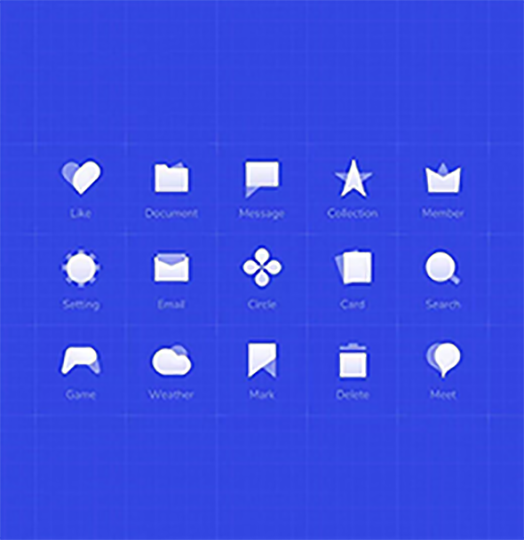 Like Document Message Collection Member
Setting Email Circle Card Search
Game Weather Mark Delete Meet